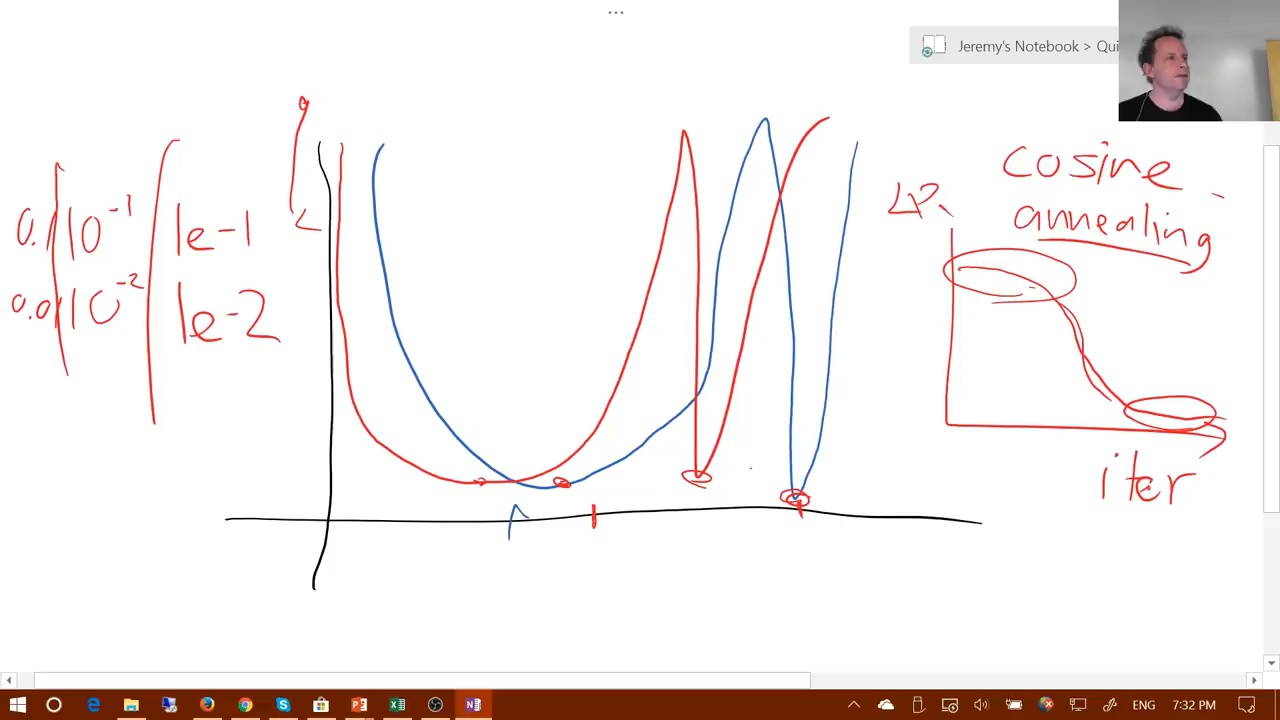 Jeremy's Notebook > Qui
cosine
annealing
LR
0.1 10⁻¹ 1e-1
0.01 10⁻² 1e-2
iter
ENG 7:32 PM